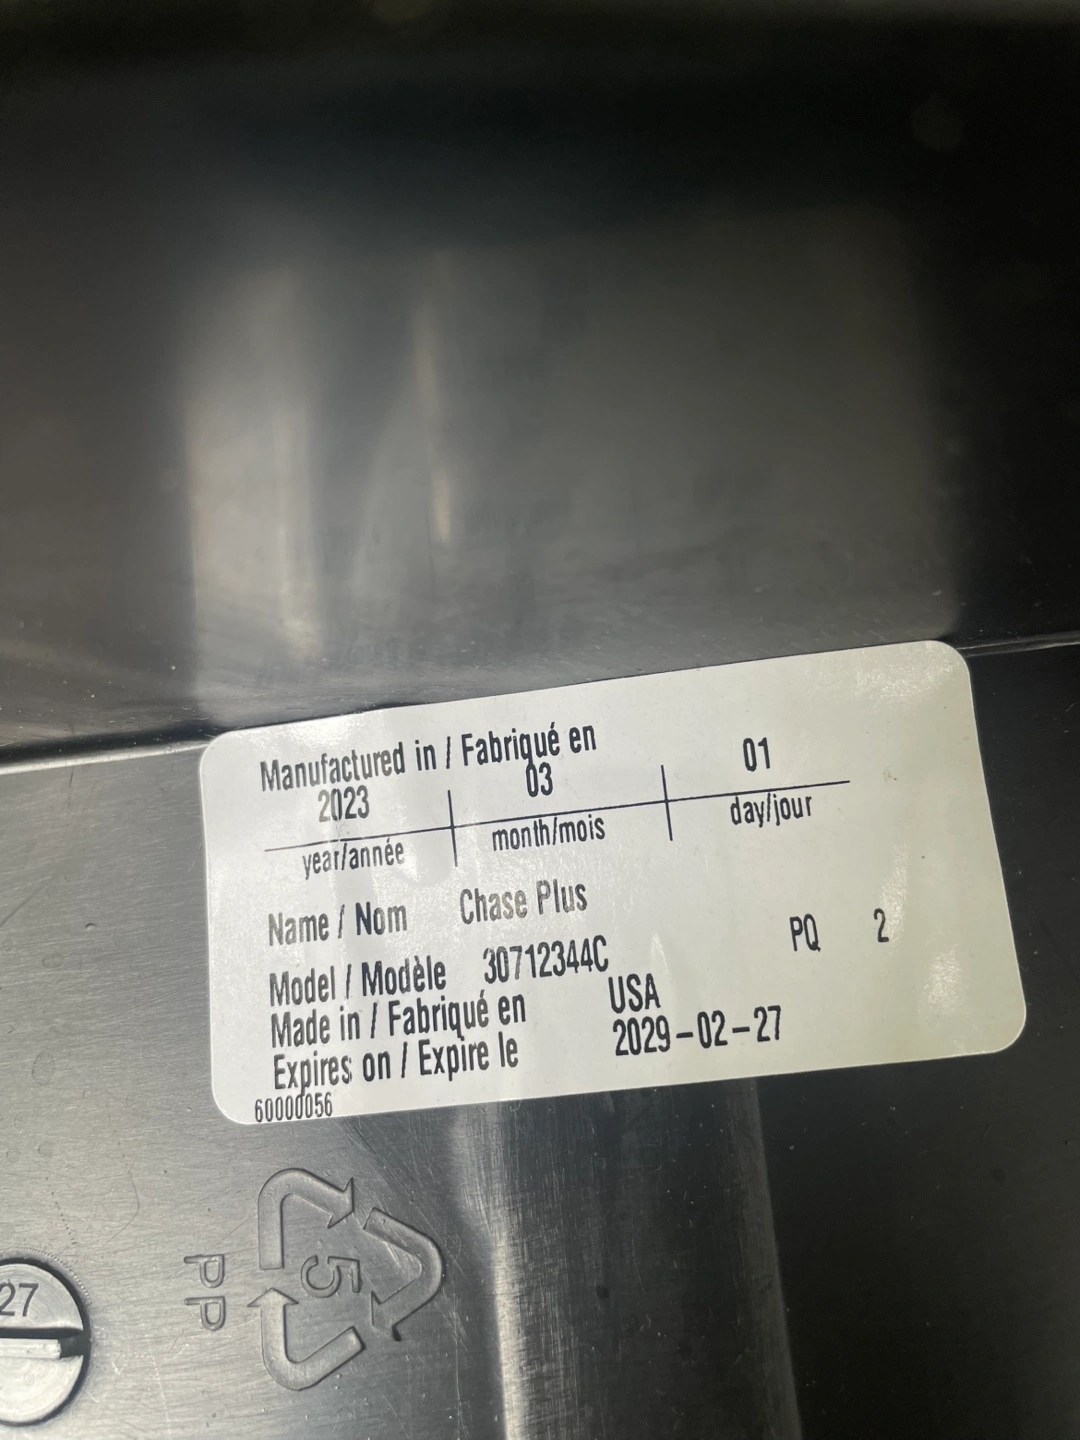 Manufactured in / Fabriqué en
2023 03 01
year/année month/mois day/jour
Name / Nom Chase Plus
Model / Modèle 30712344C PQ 2
Made in / Fabriqué en USA
Expires on / Expire le 2029-02-27
60000056
5
PP
27